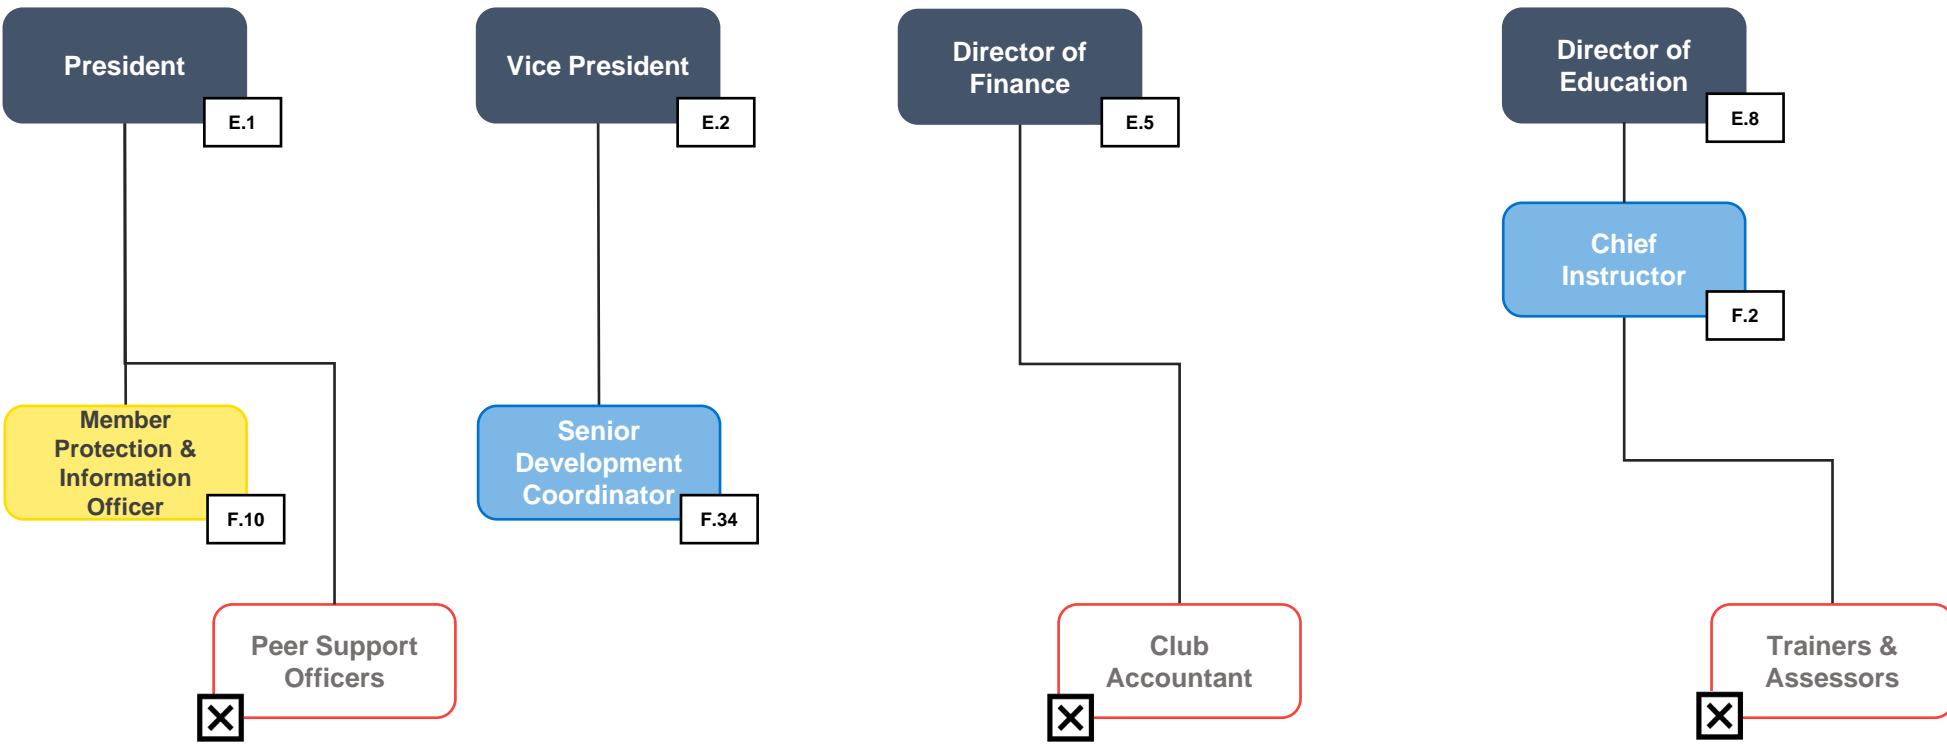 President
E.1
Vice President
E.2
Director of
Finance
E.5
Director of
Education
E.8
Chief
Instructor
F.2
Member
Protection &
Information
Officer
F.10
Senior
Development
Coordinator
F.34
Peer Support
Officers
Club
Accountant
Trainers &
Assessors